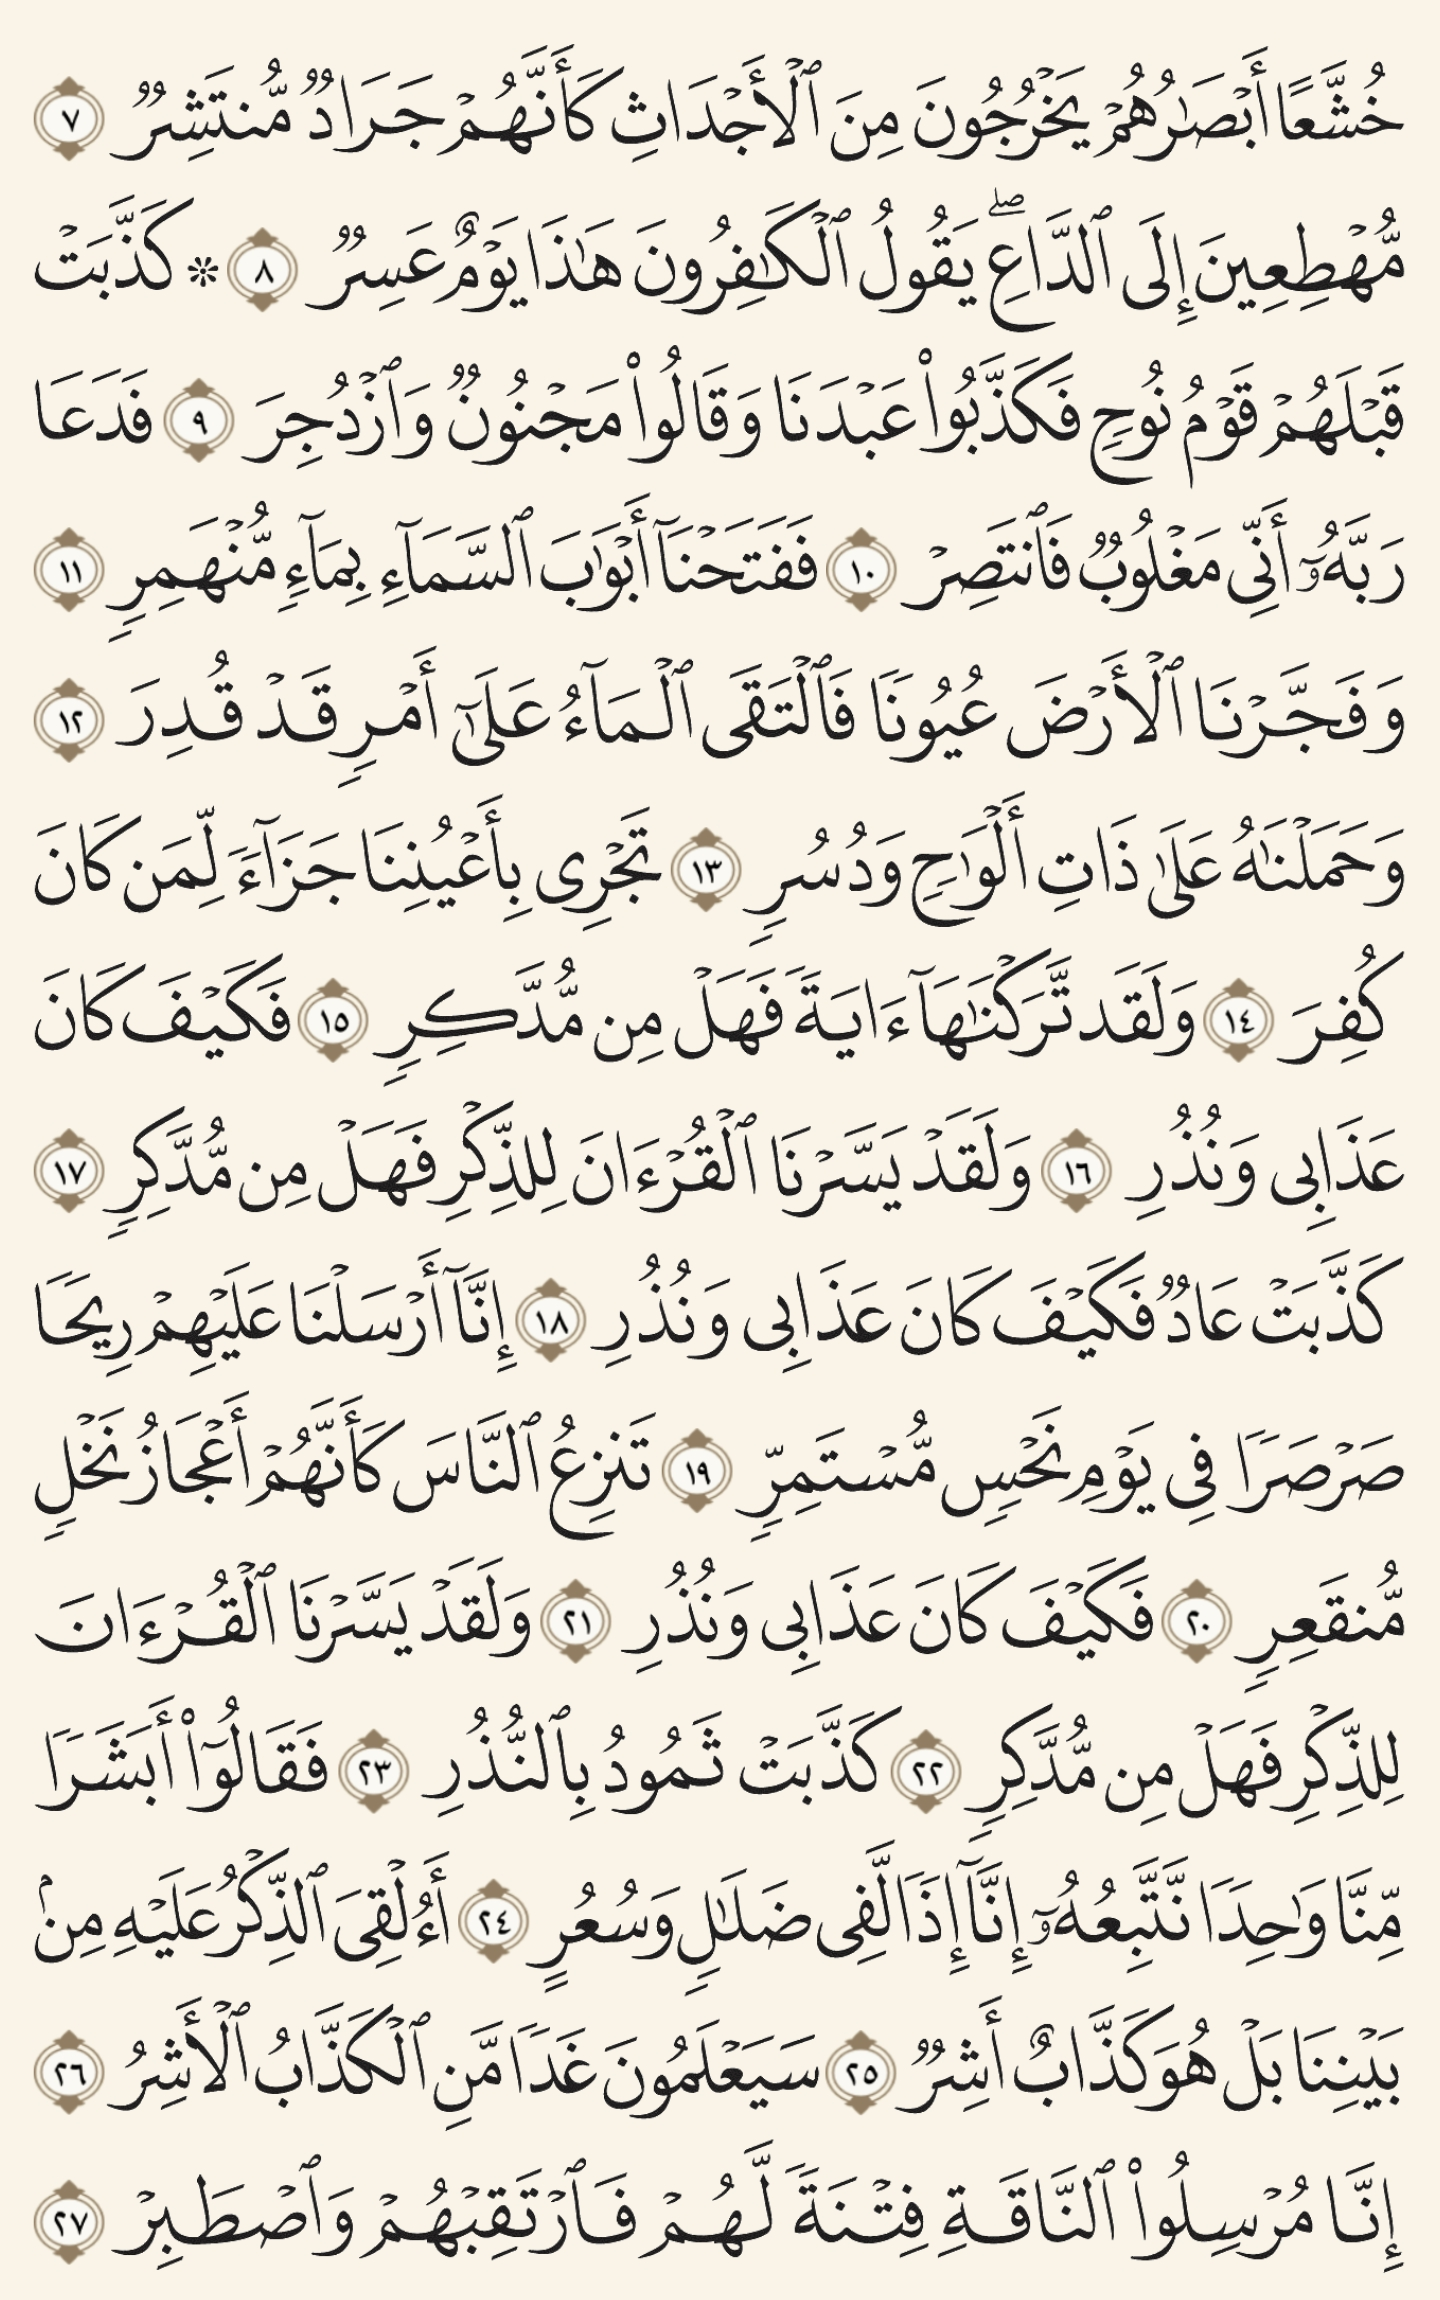 خُشَّعًا أَبۡصَٰرُهُمۡ يَخۡرُجُونَ مِنَ ٱلۡأَجۡدَاثِ كَأَنَّهُمۡ جَرَادٞ مُّنتَشِرٞ ٧
مُّهۡطِعِينَ إِلَى ٱلدَّاعِۖ يَقُولُ ٱلۡكَٰفِرُونَ هَٰذَا يَوۡمٌ عَسِرٞ ٨ ۞ كَذَّبَتۡ
قَبۡلَهُمۡ قَوۡمُ نُوحٖ فَكَذَّبُواْ عَبۡدَنَا وَقَالُواْ مَجۡنُونٞ وَٱزۡدُجِرَ ٩ فَدَعَا
رَبَّهُۥٓ أَنِّي مَغۡلُوبٞ فَٱنتَصِرۡ ١٠ فَفَتَحۡنَآ أَبۡوَٰبَ ٱلسَّمَآءِ بِمَآءٖ مُّنۡهَمِرٖ ١١
وَفَجَّرۡنَا ٱلۡأَرۡضَ عُيُونٗا فَٱلۡتَقَى ٱلۡمَآءُ عَلَىٰٓ أَمۡرٖ قَدۡ قُدِرَ ١٢
وَحَمَلۡنَٰهُ عَلَىٰ ذَاتِ أَلۡوَٰحٖ وَدُسُرٖ ١٣ تَجۡرِي بِأَعۡيُنِنَا جَزَآءٗ لِّمَن كَانَ
كُفِرَ ١٤ وَلَقَد تَّرَكۡنَٰهَآ ءَايَةٗ فَهَلۡ مِن مُّدَّكِرٖ ١٥ فَكَيۡفَ كَانَ
عَذَابِي وَنُذُرِ ١٦ وَلَقَدۡ يَسَّرۡنَا ٱلۡقُرۡءَانَ لِلذِّكۡرِ فَهَلۡ مِن مُّدَّكِرٖ ١٧
كَذَّبَتۡ عَادٞ فَكَيۡفَ كَانَ عَذَابِي وَنُذُرِ ١٨ إِنَّآ أَرۡسَلۡنَا عَلَيۡهِمۡ رِيحٗا
صَرۡصَرٗا فِي يَوۡمِ نَحۡسٖ مُّسۡتَمِرّٖ ١٩ تَنزِعُ ٱلنَّاسَ كَأَنَّهُمۡ أَعۡجَازُ نَخۡلٖ
مُّنقَعِرٖ ٢٠ فَكَيۡفَ كَانَ عَذَابِي وَنُذُرِ ٢١ وَلَقَدۡ يَسَّرۡنَا ٱلۡقُرۡءَانَ
لِلذِّكۡرِ فَهَلۡ مِن مُّدَّكِرٖ ٢٢ كَذَّبَتۡ ثَمُودُ بِٱلنُّذُرِ ٢٣ فَقَالُوٓاْ أَبَشَرٗا
مِّنَّا وَٰحِدٗا نَّتَّبِعُهُۥٓ إِنَّآ إِذٗا لَّفِي ضَلَٰلٖ وَسُعُرٍ ٢٤ أَءُلۡقِيَ ٱلذِّكۡرُ عَلَيۡهِ مِنۢ
بَيۡنِنَا بَلۡ هُوَ كَذَّابٌ أَشِرٞ ٢٥ سَيَعۡلَمُونَ غَدٗا مَّنِ ٱلۡكَذَّابُ ٱلۡأَشِرُ ٢٦
إِنَّا مُرۡسِلُواْ ٱلنَّاقَةِ فِتۡنَةٗ لَّهُمۡ فَٱرۡتَقِبۡهُمۡ وَٱصۡطَبِرۡ ٢٧